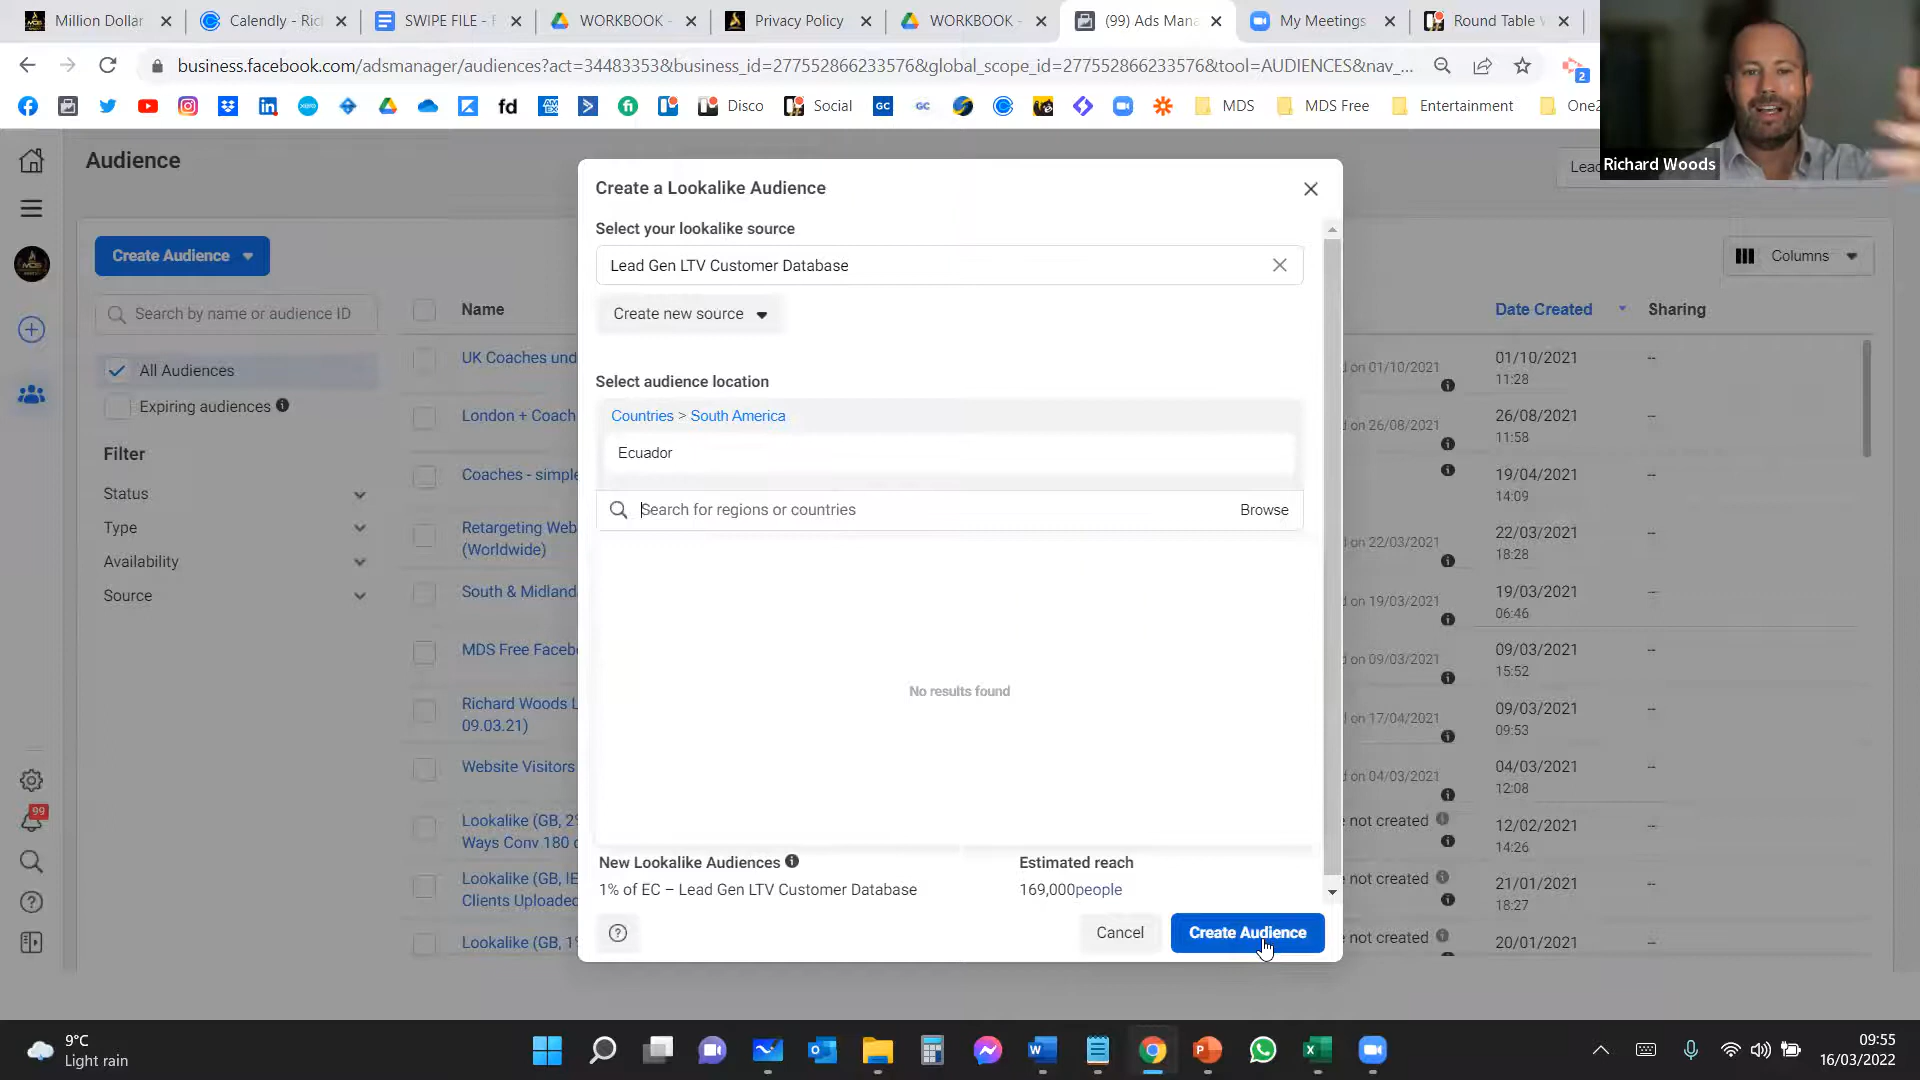 Million Dollar
Calendly - Ric
SWIPE FILE - F
WORKBOOK -
Privacy Policy
WORKBOOK -
(99) Ads Mana
My Meetings
Round Table V
business.facebook.com/adsmanager/audiences?act=34483353&business_id=277552866233576&global_scope_id=277552866233576&tool=AUDIENCES&nav_...
2
xero
fd
AM EX
GC
GC
Disco
Social
MDS
MDS Free
Entertainment
One2
Richard Woods
Audience
Lead
Create Audience
Columns
Search by name or audience ID
All Audiences
Expiring audiences
Filter
Status
Type
Availability
Source
Name
Date Created
Sharing
UK Coaches und
d on 01/10/2021
01/10/2021
11:28
--
London + Coach
d on 26/08/2021
26/08/2021
11:58
--
Coaches - simple
19/04/2021
14:09
--
Retargeting Web
(Worldwide)
d on 22/03/2021
22/03/2021
18:28
--
South & Midland
d on 19/03/2021
19/03/2021
06:46
--
MDS Free Facebo
d on 09/03/2021
09/03/2021
15:52
--
Richard Woods L
09.03.21)
d on 17/04/2021
09/03/2021
09:53
--
Website Visitors
d on 04/03/2021
04/03/2021
12:08
--
Lookalike (GB, 2%
Ways Conv 180 d
e not created
12/02/2021
14:26
--
Lookalike (GB, IE
Clients Uploaded
e not created
21/01/2021
18:27
--
Lookalike (GB, 1%
e not created
20/01/2021
--
99
Create a Lookalike Audience
Select your lookalike source
Lead Gen LTV Customer Database
Create new source
Select audience location
Countries > South America
Ecuador
Search for regions or countries
Browse
No results found
New Lookalike Audiences
Estimated reach
1% of EC – Lead Gen LTV Customer Database
169,000people
Cancel
Create Audience
9°C
Light rain
09:55
16/03/2022